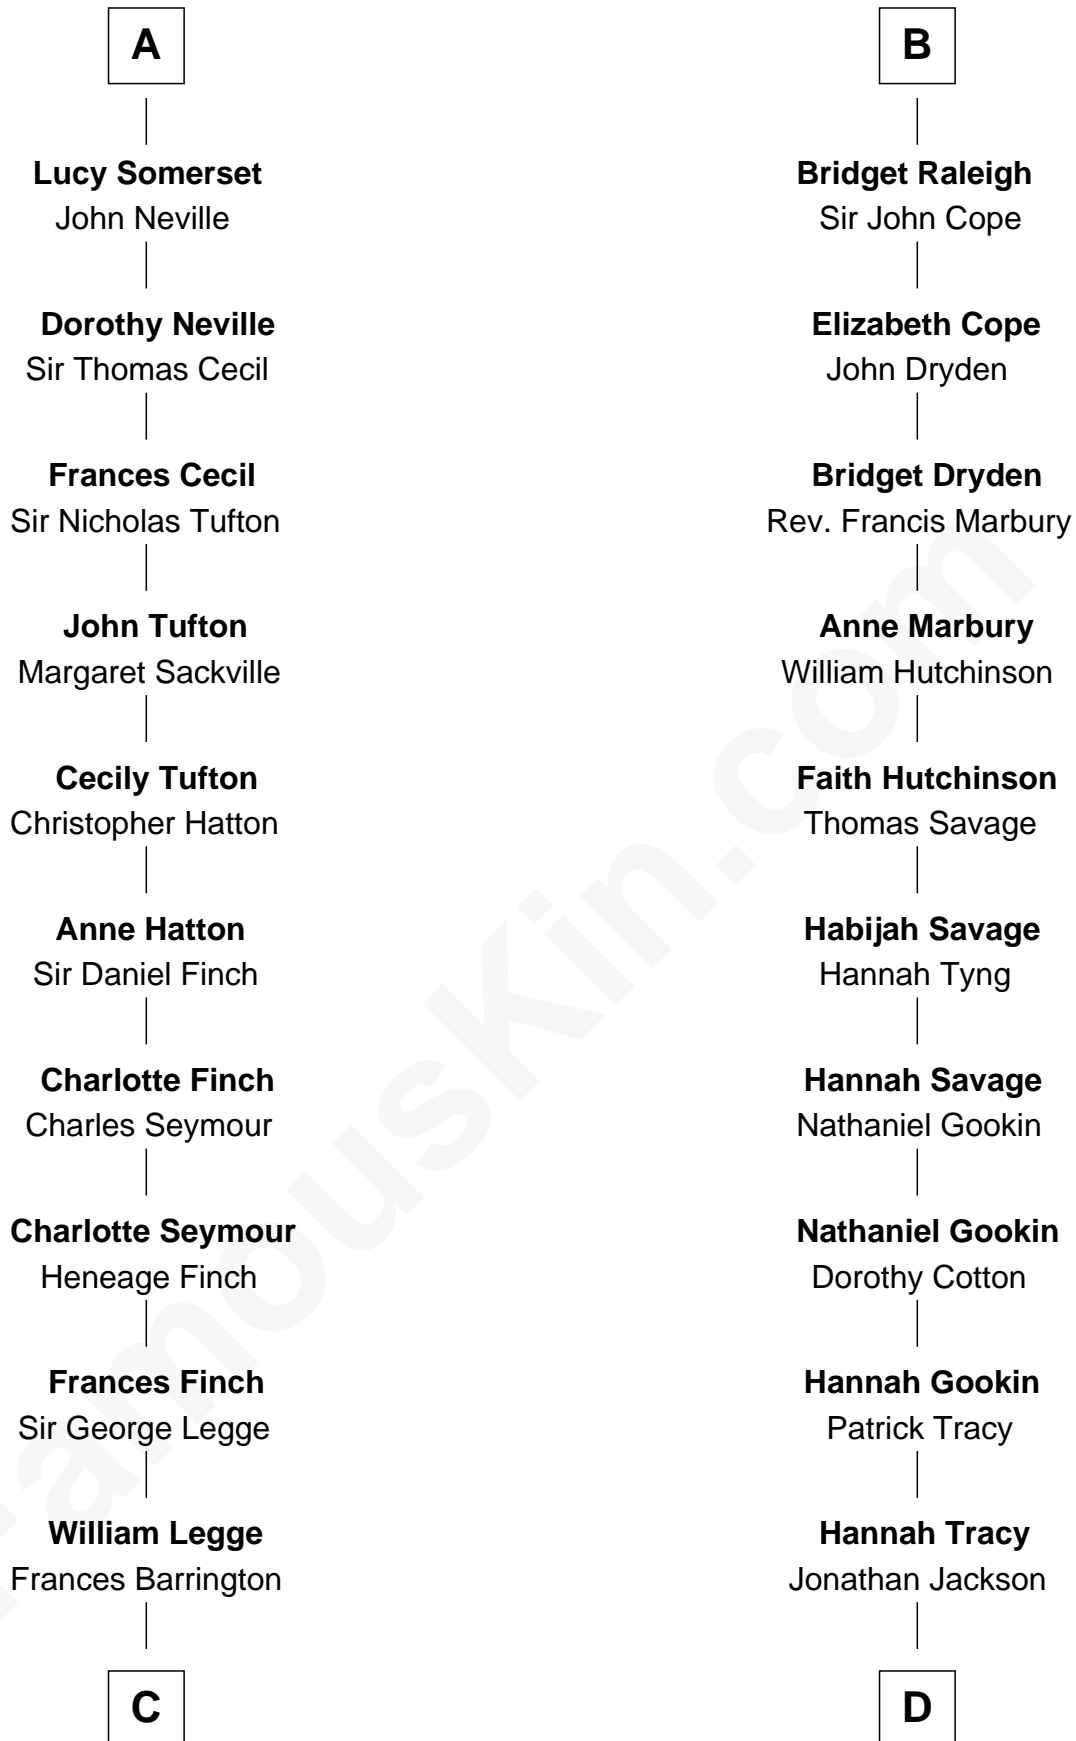 A
Lucy Somerset
John Neville
Dorothy Neville
Sir Thomas Cecil
Frances Cecil
Sir Nicholas Tufton
John Tufton
Margaret Sackville
Cecily Tufton
Christopher Hatton
Anne Hatton
Sir Daniel Finch
Charlotte Finch
Charles Seymour
Charlotte Seymour
Heneage Finch
Frances Finch
Sir George Legge
William Legge
Frances Barrington
C
B
Bridget Raleigh
Sir John Cope
Elizabeth Cope
John Dryden
Bridget Dryden
Rev. Francis Marbury
Anne Marbury
William Hutchinson
Faith Hutchinson
Thomas Savage
Habijah Savage
Hannah Tyng
Hannah Savage
Nathaniel Gookin
Nathaniel Gookin
Dorothy Cotton
Hannah Gookin
Patrick Tracy
Hannah Tracy
Jonathan Jackson
D
FamousKin.com